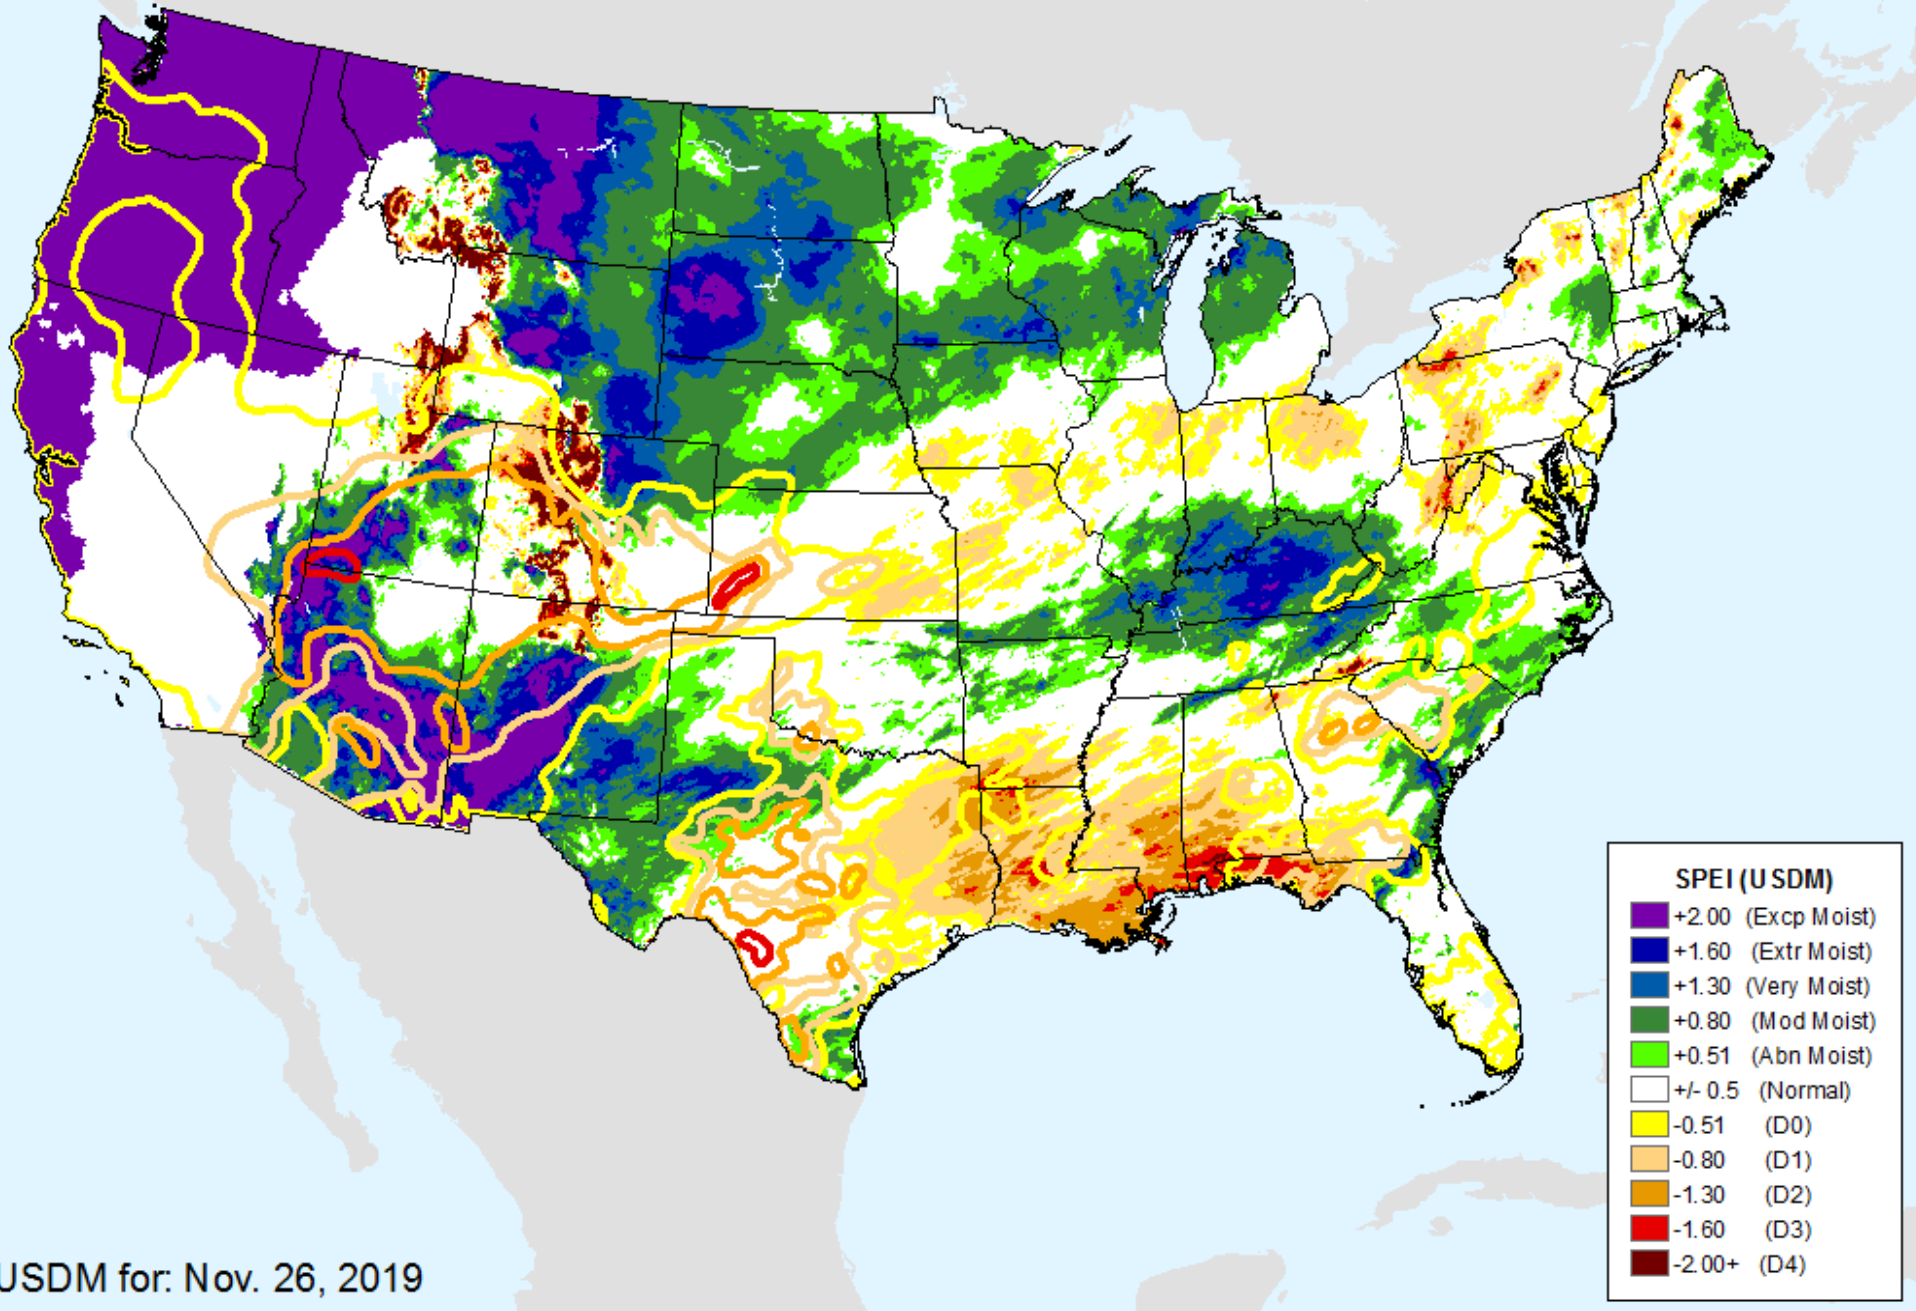 SPEI (USDM)
+2.00 (Excp Moist)
+1.60 (Extr Moist)
+1.30 (Very Moist)
+0.80 (Mod Moist)
+0.51 (Abn Moist)
+/- 0.5 (Normal)
-0.51 (D0)
-0.80 (D1)
-1.30 (D2)
-1.60 (D3)
-2.00+ (D4)
USDM for: Nov. 26, 2019